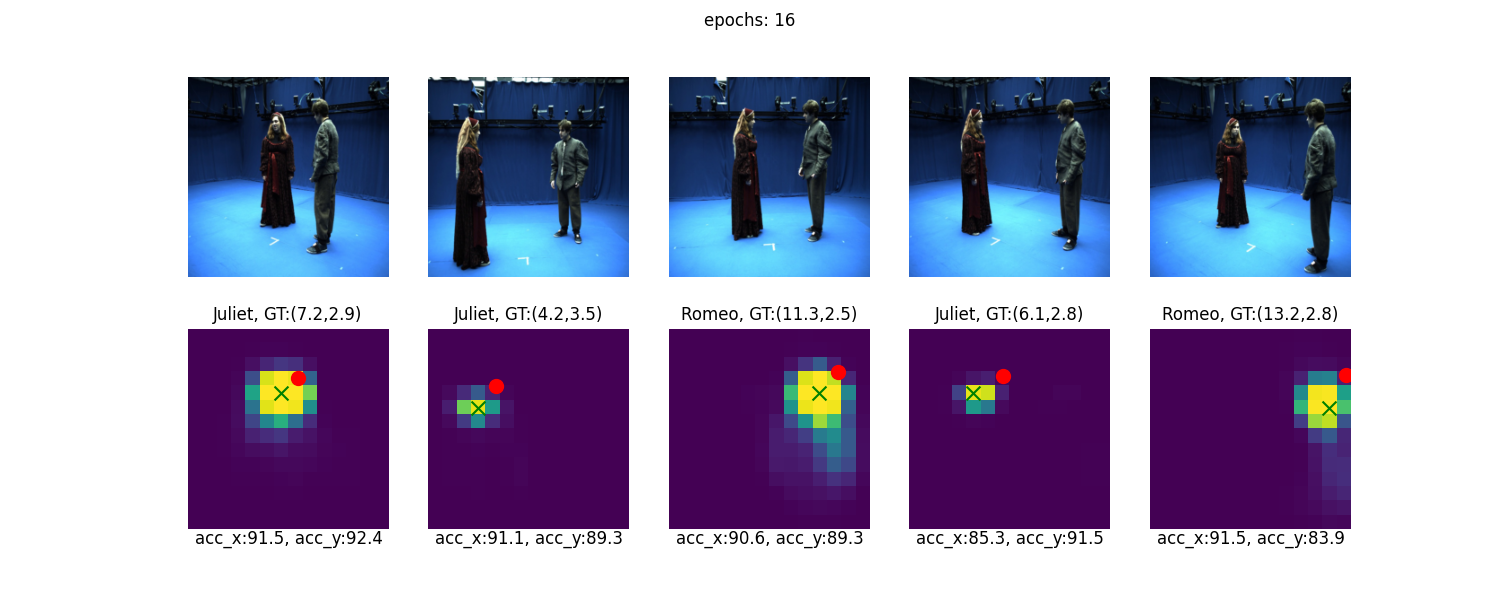 epochs: 16
Juliet, GT:(7.2,2.9)
Juliet, GT:(4.2,3.5)
Romeo, GT:(11.3,2.5)
Juliet, GT:(6.1,2.8)
Romeo, GT:(13.2,2.8)
acc_x:91.5, acc_y:92.4
acc_x:91.1, acc_y:89.3
acc_x:90.6, acc_y:89.3
acc_x:85.3, acc_y:91.5
acc_x:91.5, acc_y:83.9